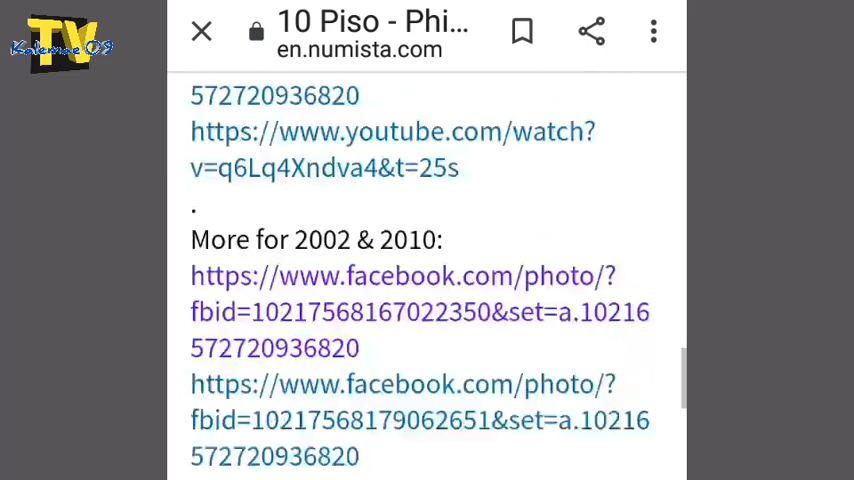 TV
Kalemae 09
10 Piso - Phi...
en.numista.com
572720936820
https://www.youtube.com/watch?
v=q6Lq4Xndva4&t=25s
.
More for 2002 & 2010:
https://www.facebook.com/photo/?
fbid=10217568167022350&set=a.10216
572720936820
https://www.facebook.com/photo/?
fbid=10217568179062651&set=a.10216
572720936820